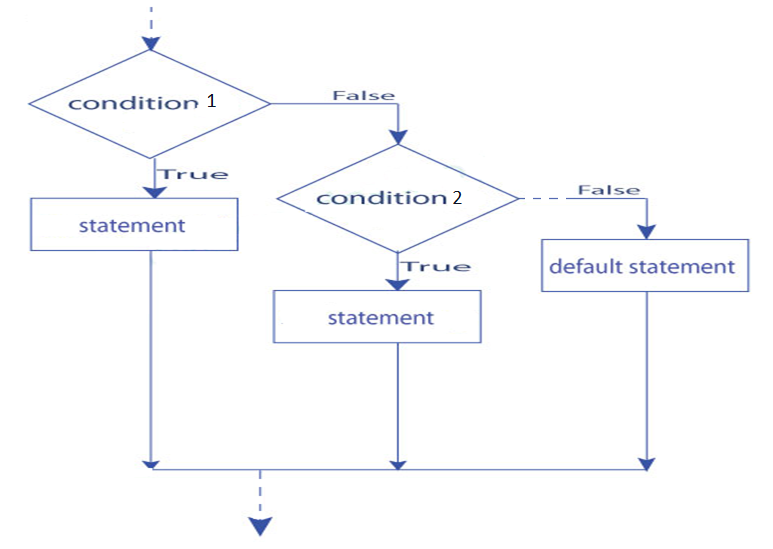 condition 1
False
True
statement
condition 2
False
True
default statement
statement